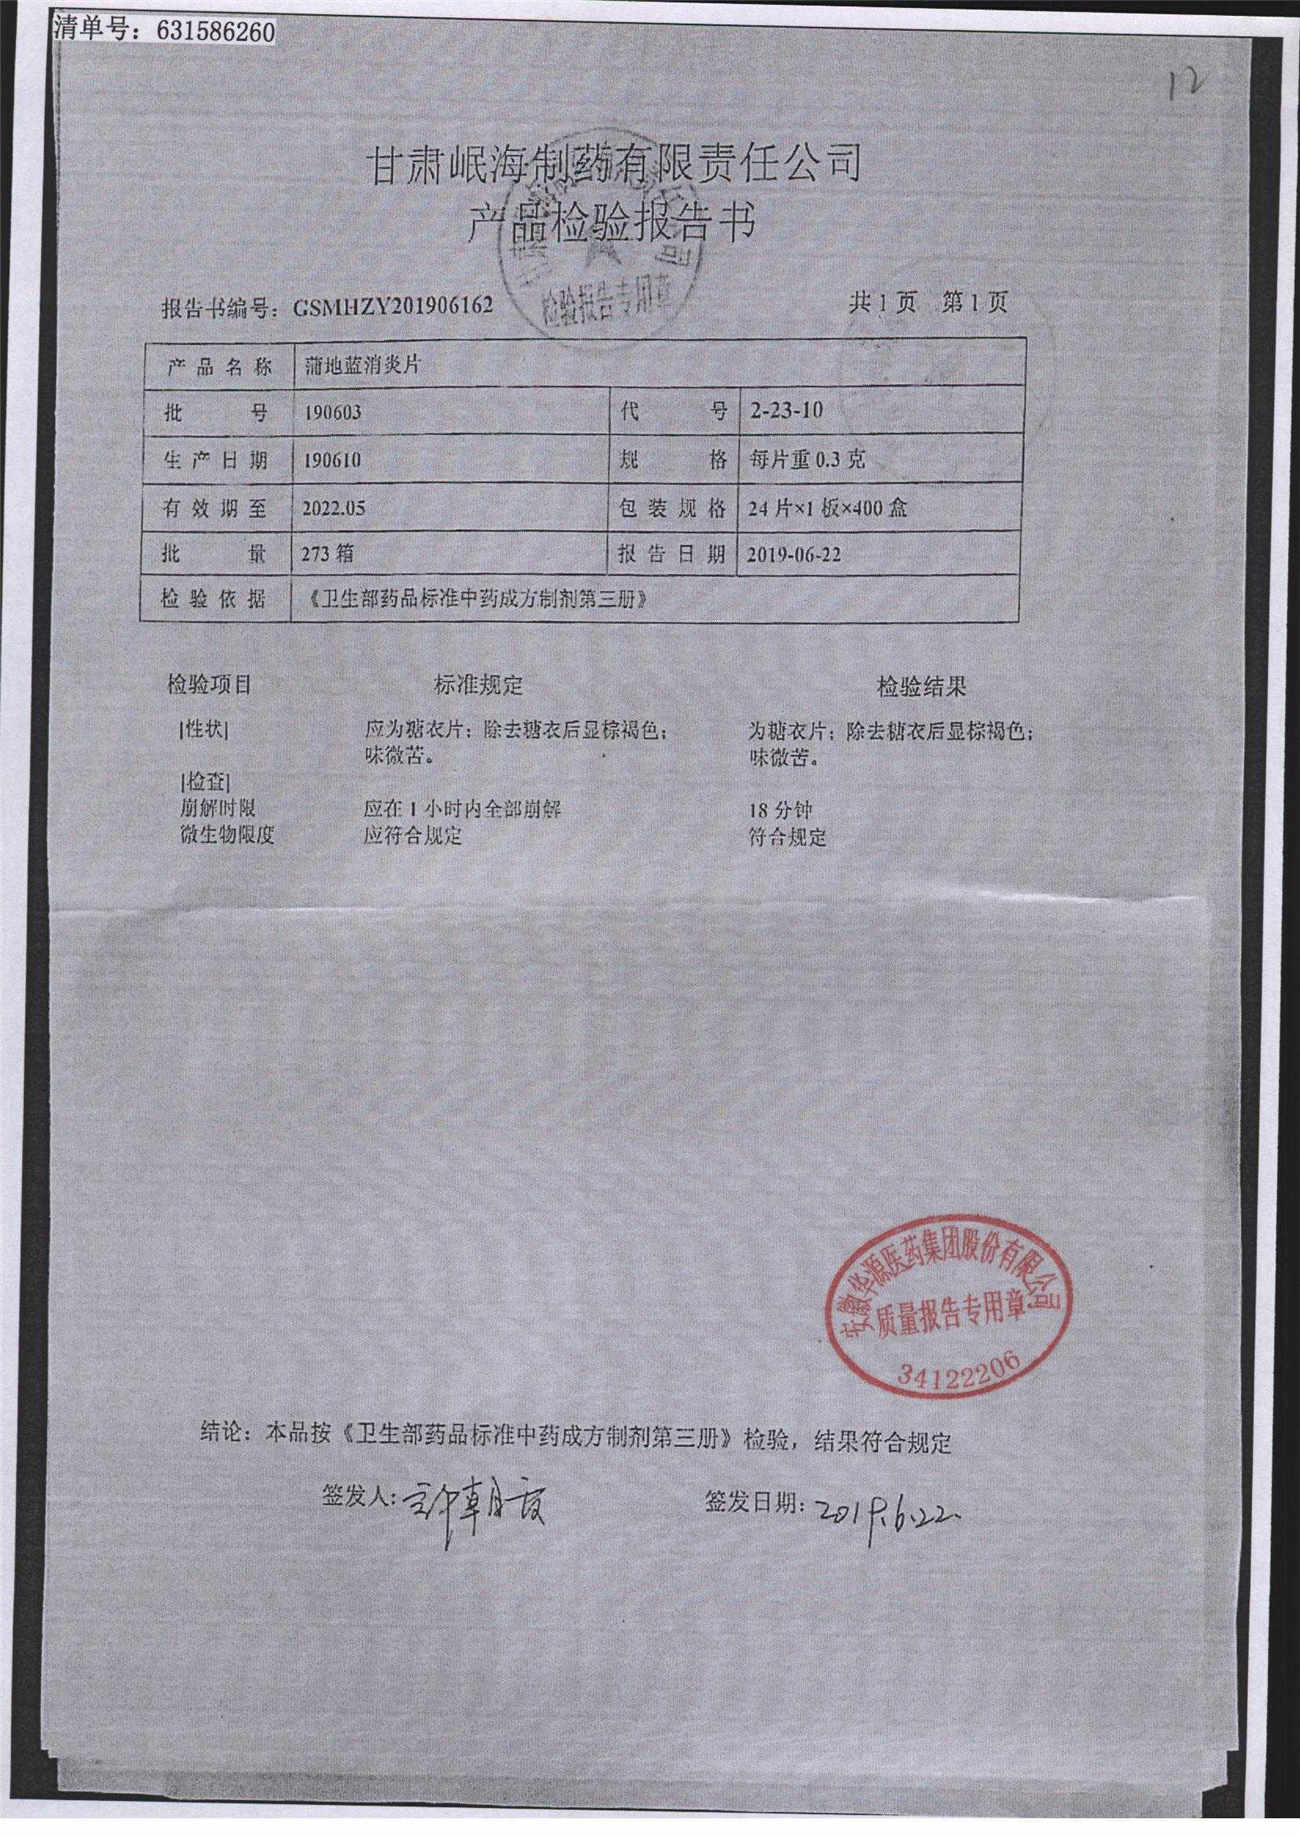 清单号：631586260
12
甘肃岷海制药有限责任公司
产品检验报告书
检验报告专用章
报告书编号：GSMHZY201906162 共1页 第1页
产品名称 蒲地蓝消炎片
批号 190603 代号 2-23-10
生产日期 190610 规格 每片重0.3克
有效期至 2022.05 包装规格 24片×1板×400盒
批量 273箱 报告日期 2019-06-22
检验依据 《卫生部药品标准中药成方制剂第三册》
检验项目 标准规定 检验结果
|性状| 应为糖衣片；除去糖衣后显棕褐色； 为糖衣片；除去糖衣后显棕褐色；
味微苦。 味微苦。
|检查|
崩解时限 应在1小时内全部崩解 18分钟
微生物限度 应符合规定 符合规定
安徽华源医药集团股份有限公司
质量报告专用章
34122206
结论：本品按《卫生部药品标准中药成方制剂第三册》检验，结果符合规定
签发人： 签发日期：2019.6.22.